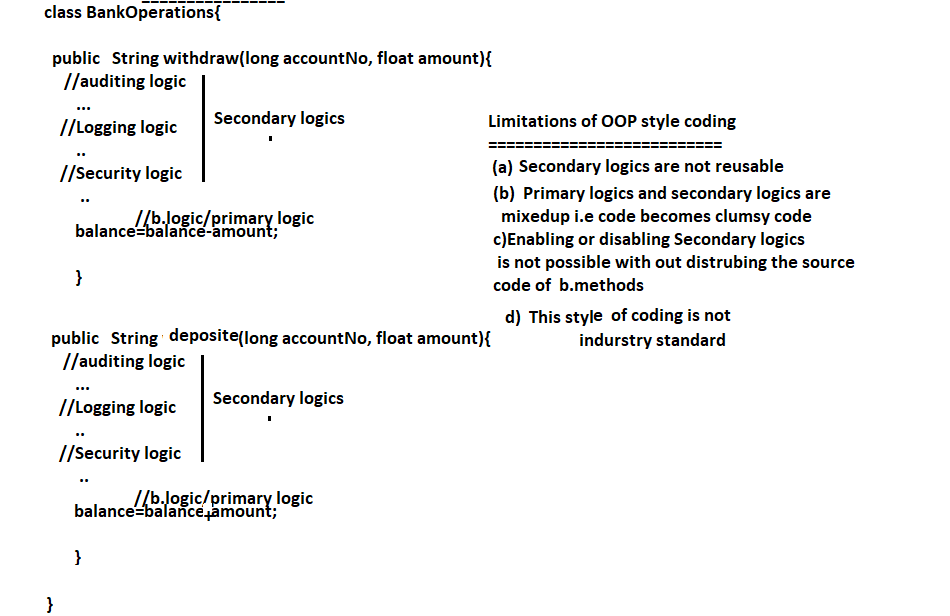 ================
class BankOperations{
public String withdraw(long accountNo, float amount){
//auditing logic
...
//Logging logic
..
//Security logic
..
Secondary logics
//b.logic/primary logic
balance=balance-amount;
}
public String deposite(long accountNo, float amount){
//auditing logic
...
//Logging logic
..
//Security logic
..
Secondary logics
//b.logic/primary logic
balance=balance+amount;
}
}
Limitations of OOP style coding
==========================
(a) Secondary logics are not reusable
(b) Primary logics and secondary logics are
mixedup i.e code becomes clumsy code
c)Enabling or disabling Secondary logics
is not possible with out distrubing the source
code of b.methods
d) This style of coding is not
indurstry standard